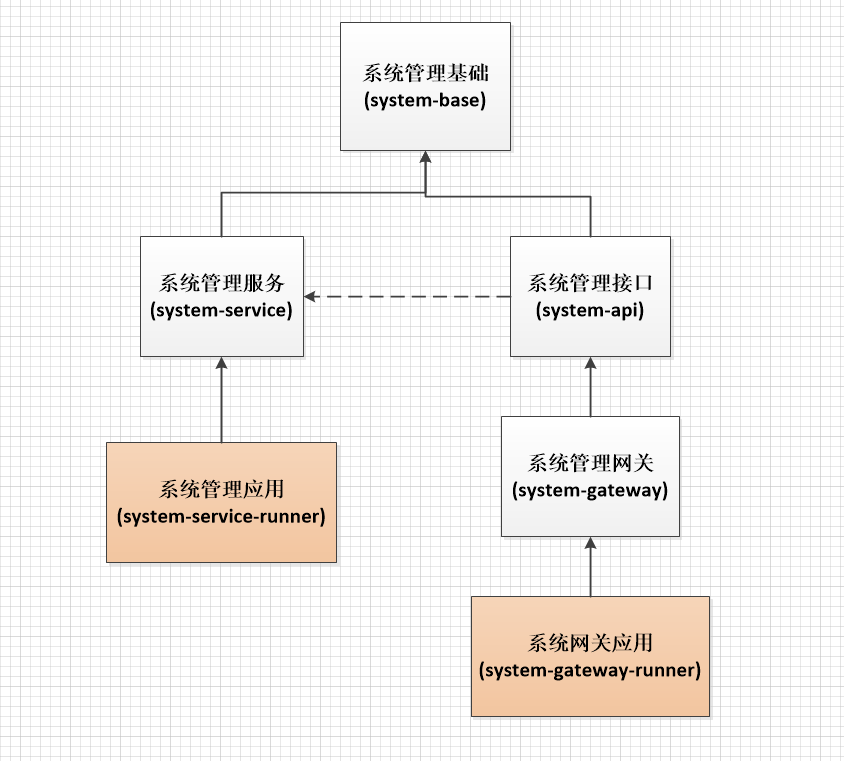 系统管理基础
(system-base)
系统管理服务
(system-service)
系统管理接口
(system-api)
系统管理应用
(system-service-runner)
系统管理网关
(system-gateway)
系统网关应用
(system-gateway-runner)